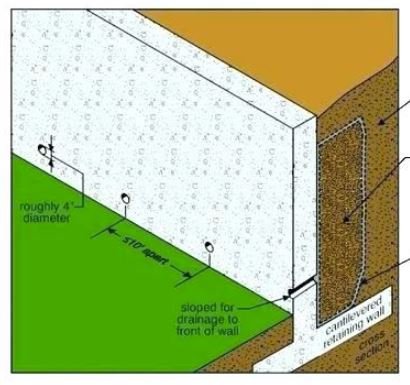 roughly 4"
diameter
≤10' apart
sloped for
drainage to
front of wall
cantilevered
retaining wall
cross
section